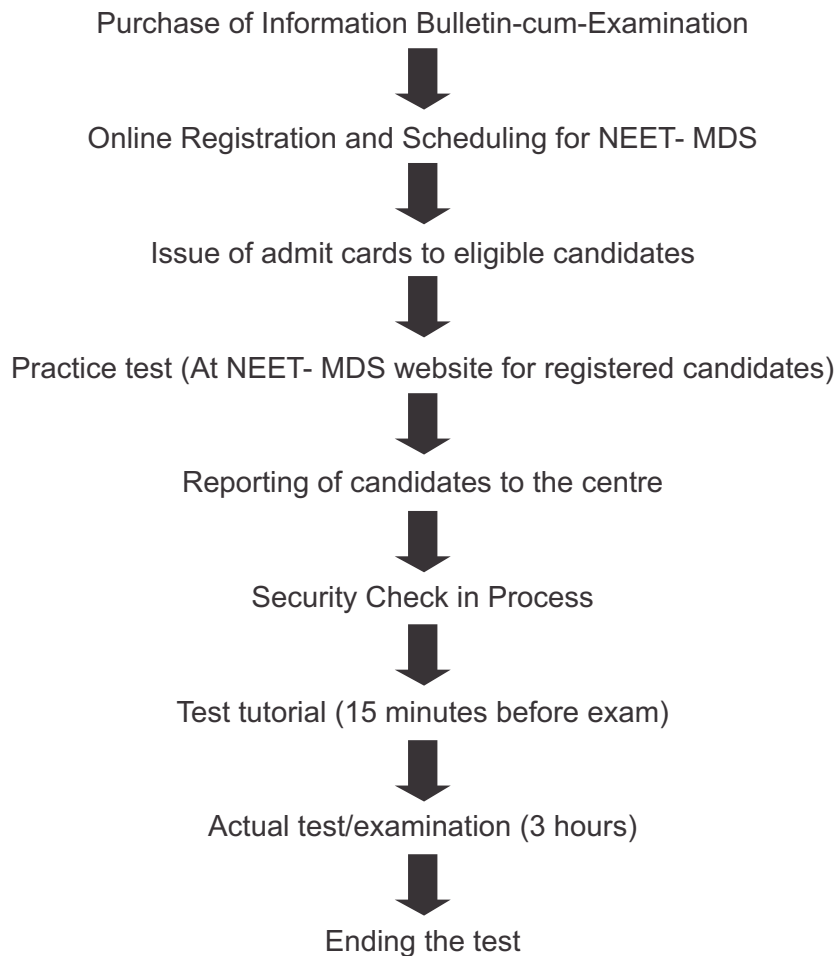 Purchase of Information Bulletin-cum-Examination
Online Registration and Scheduling for NEET- MDS
Issue of admit cards to eligible candidates
Practice test (At NEET- MDS website for registered candidates)
Reporting of candidates to the centre
Security Check in Process
Test tutorial (15 minutes before exam)
Actual test/examination (3 hours)
Ending the test